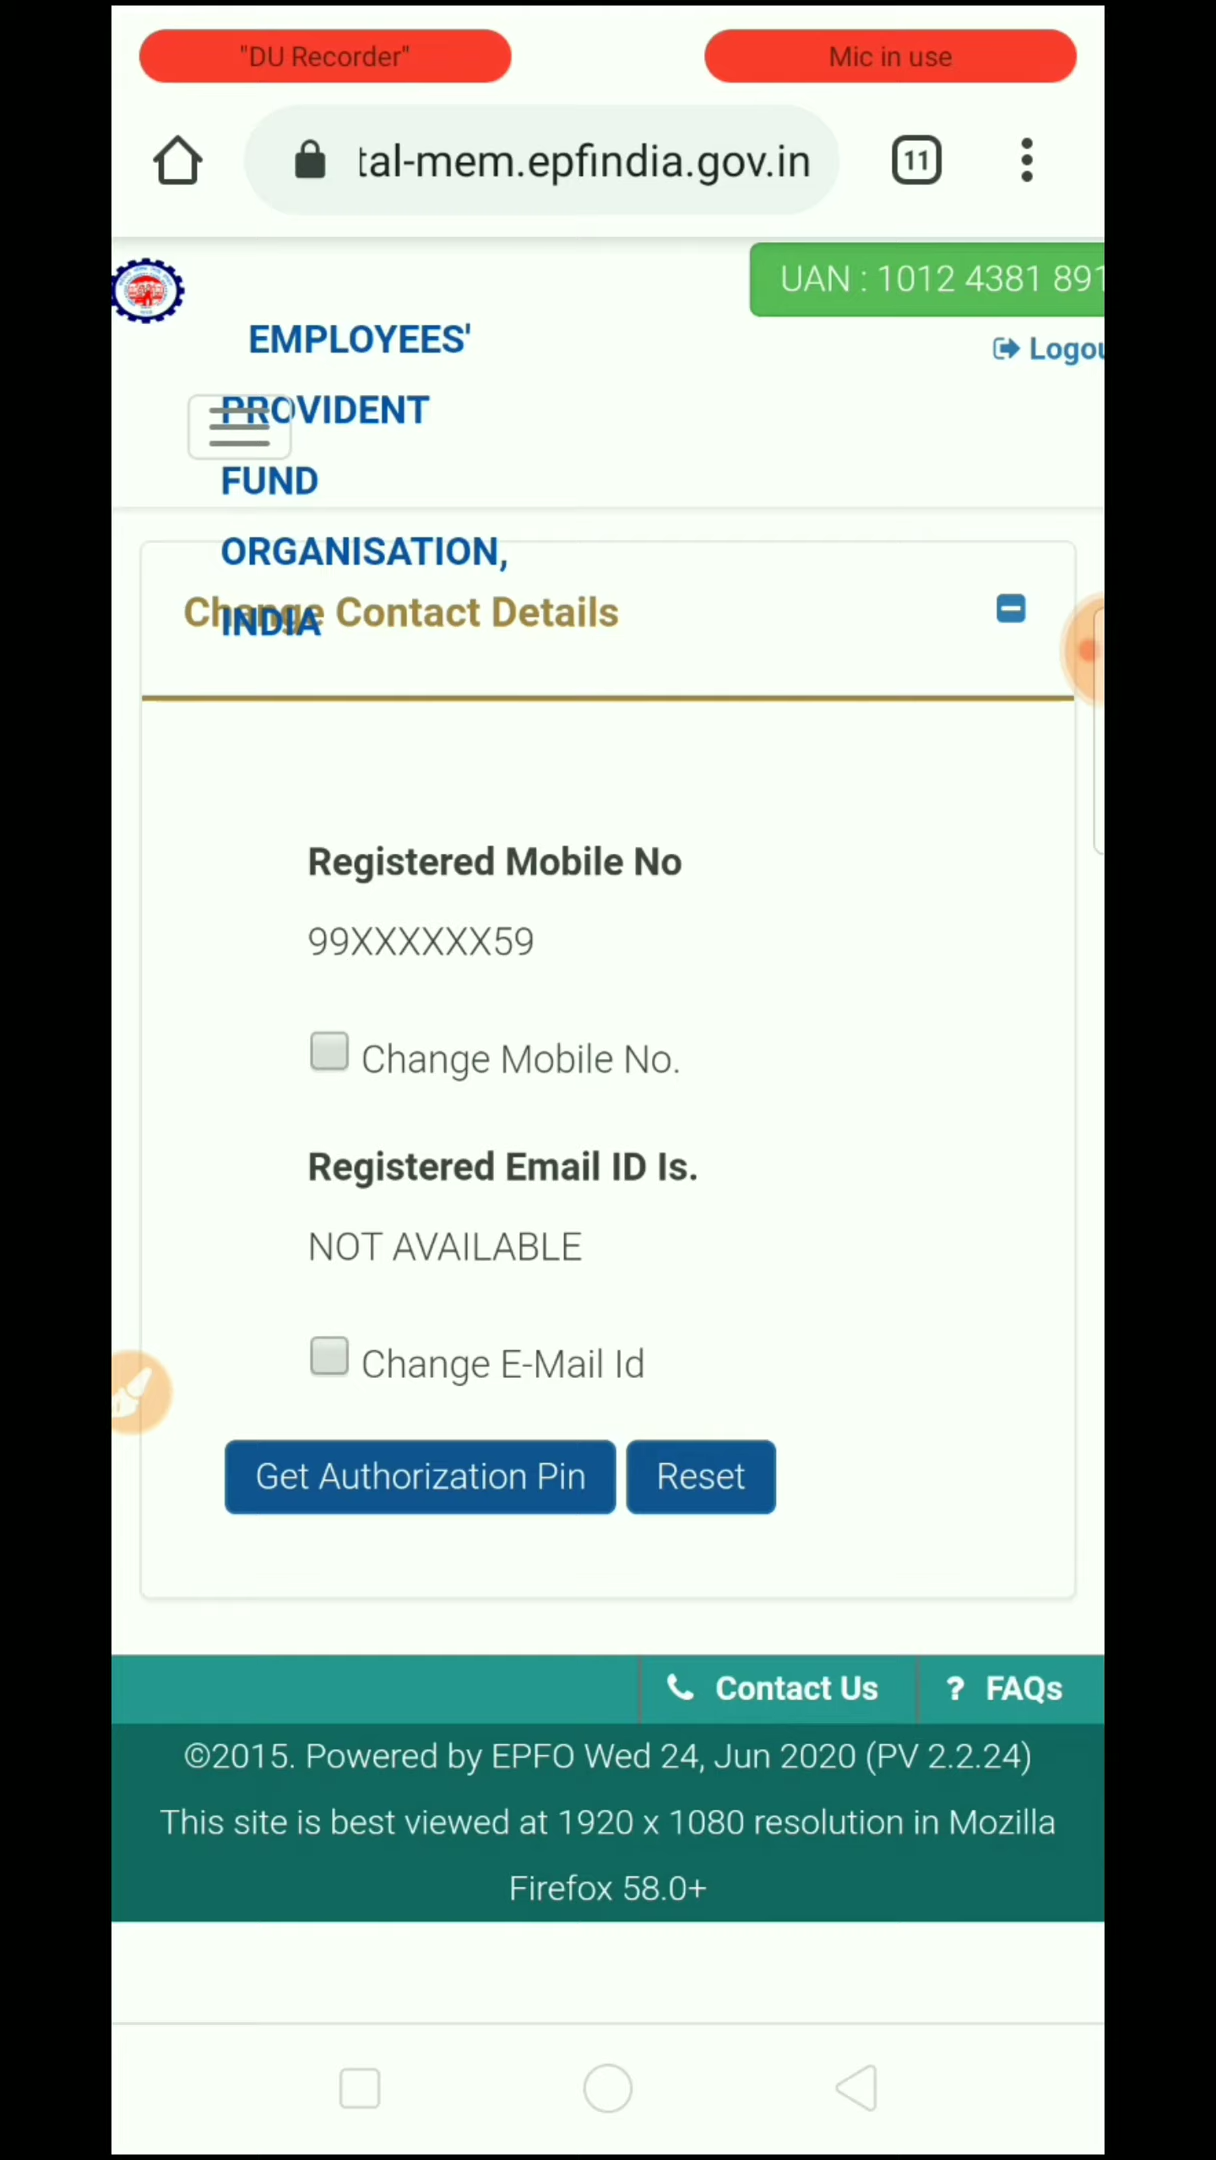 "DU Recorder"
Mic in use
tal-mem.epfindia.gov.in
11
UAN : 1012 4381 891
Logou
EMPLOYEES'
PROVIDENT
FUND
ORGANISATION,
INDIA
Change Contact Details
Registered Mobile No
99XXXXXX59
Change Mobile No.
Registered Email ID Is.
NOT AVAILABLE
Change E-Mail Id
Get Authorization Pin
Reset
Contact Us
? FAQs
©2015. Powered by EPFO Wed 24, Jun 2020 (PV 2.2.24)
This site is best viewed at 1920 x 1080 resolution in Mozilla
Firefox 58.0+